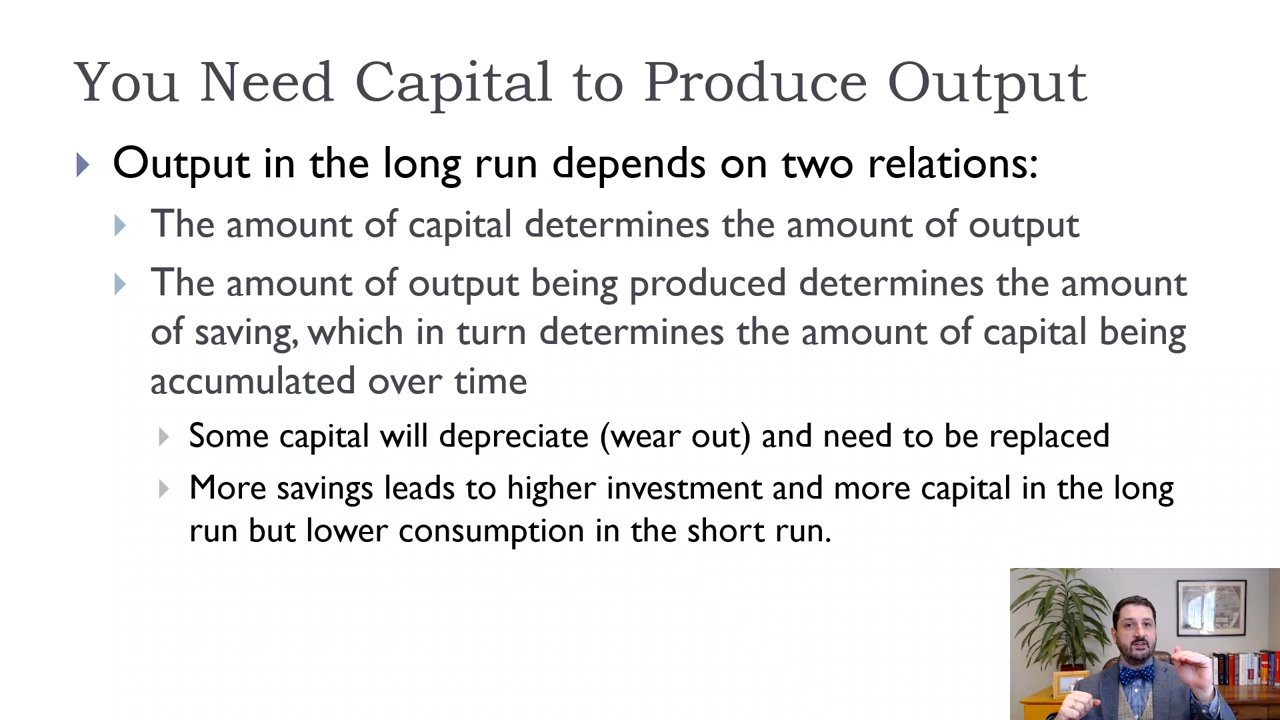 You Need Capital to Produce Output
Output in the long run depends on two relations:
The amount of capital determines the amount of output
The amount of output being produced determines the amount
of saving, which in turn determines the amount of capital being
accumulated over time
Some capital will depreciate (wear out) and need to be replaced
More savings leads to higher investment and more capital in the long
run but lower consumption in the short run.